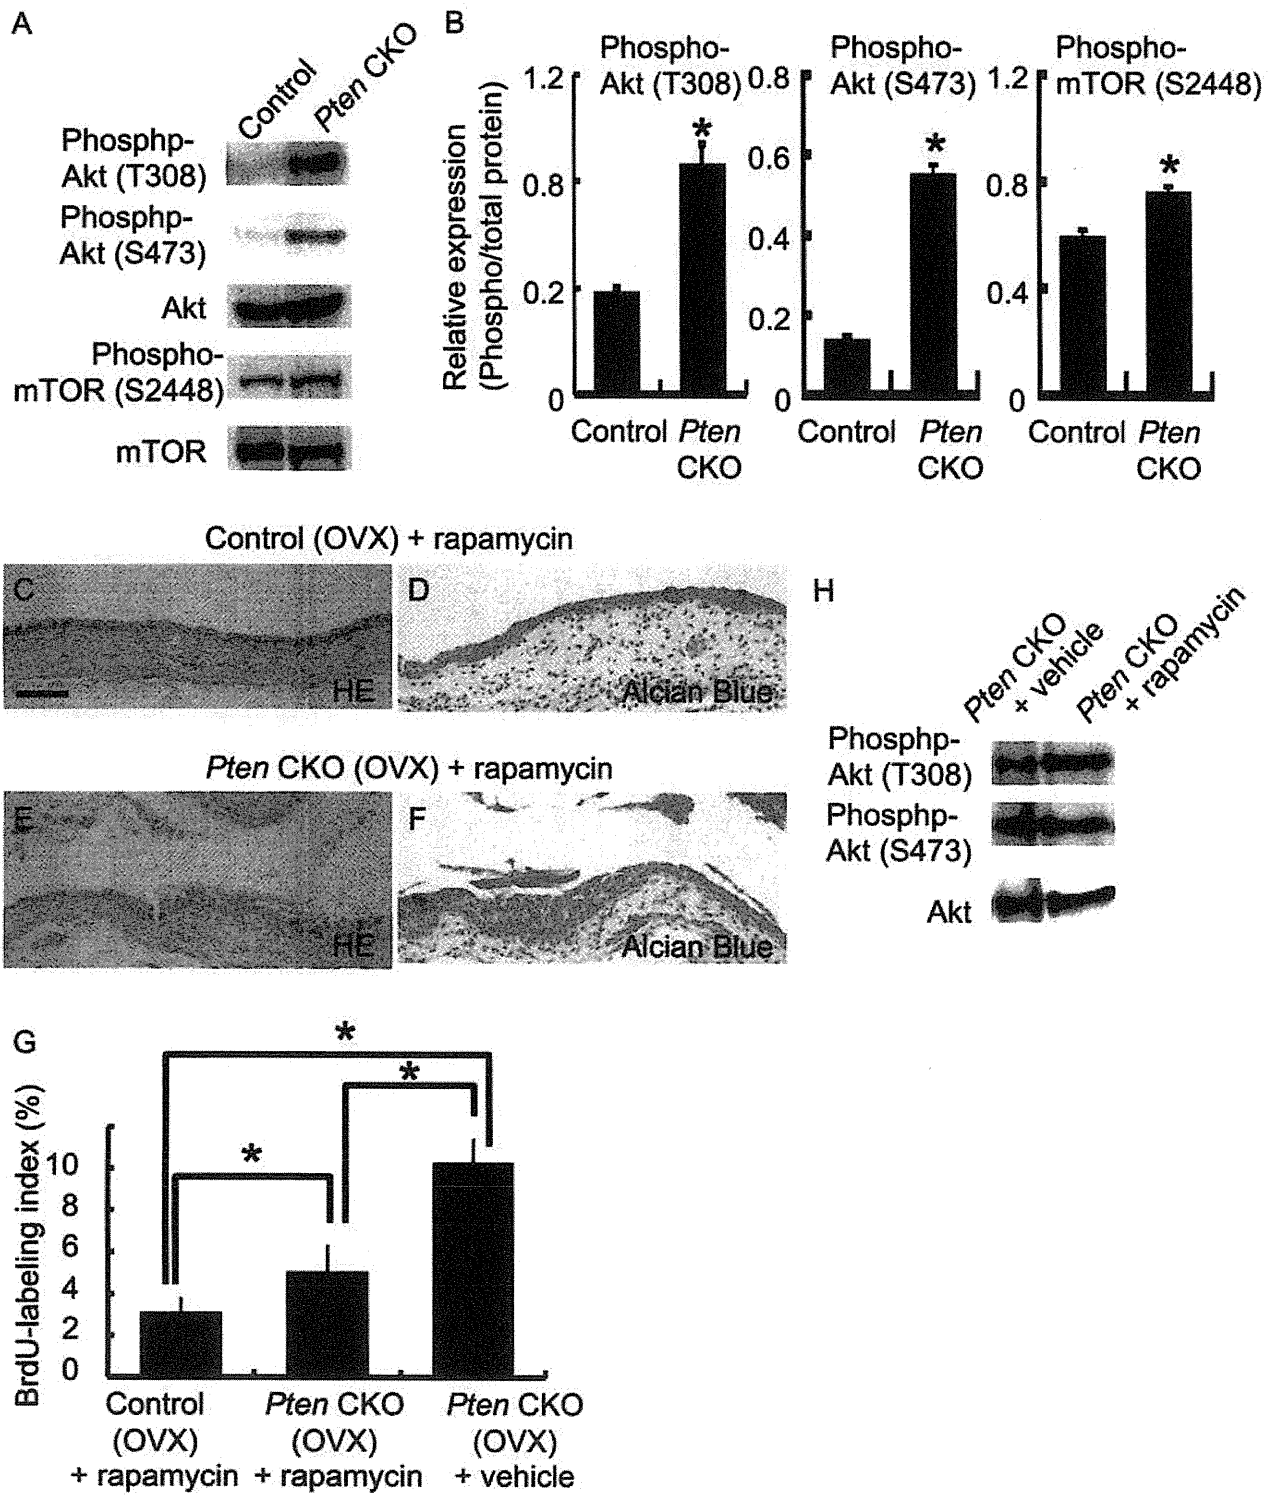 A
Control
Pten CKO
Phosphp-
Akt (T308)
Phosphp-
Akt (S473)
Akt
Phospho-
mTOR (S2448)
mTOR
B
Relative expression
(Phospho/total protein)
Phospho-
Akt (T308)
1.2
0.8
0.2
0
Control
Pten
CKO
Phospho-
Akt (S473)
0.8
0.6
0.4
0.2
0
Control
Pten
CKO
Phospho-
mTOR (S2448)
1.2
0.8
0.4
0
Control
Pten
CKO
*
*
*
Control (OVX) + rapamycin
C
HE
D
Alcian Blue
Pten CKO (OVX) + rapamycin
E
HE
F
Alcian Blue
H
Pten CKO
+ vehicle
Pten CKO
+ rapamycin
Phosphp-
Akt (T308)
Phosphp-
Akt (S473)
Akt
G
BrdU-labeling index (%)
*
*
*
10
8
6
4
2
0
Control
(OVX)
+ rapamycin
Pten CKO
(OVX)
+ rapamycin
Pten CKO
(OVX)
+ vehicle